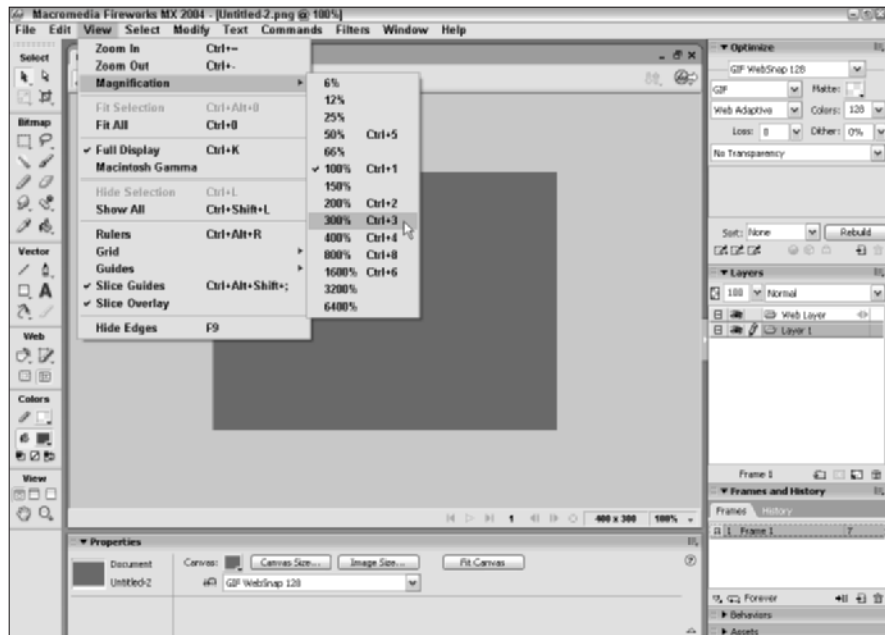 Macromedia Fireworks MX 2004 - [Untitled-2.png @ 100%]
File Edit View Select Modify Text Commands Filters Window Help
Select
Bitmap
Vector
Web
Colors
View
Zoom In Ctrl+=
Zoom Out Ctrl+-
Magnification
Fit Selection Ctrl+Alt+0
Fit All Ctrl+0
Full Display Ctrl+K
Macintosh Gamma
Hide Selection Ctrl+L
Show All Ctrl+Shift+L
Rulers Ctrl+Alt+R
Grid
Guides
Slice Guides Ctrl+Alt+Shift+;
Slice Overlay
Hide Edges F9
6%
12%
25%
50% Ctrl+5
66%
100% Ctrl+1
150%
200% Ctrl+2
300% Ctrl+3
400% Ctrl+4
800% Ctrl+8
1600% Ctrl+6
3200%
6400%
1 400 x 300 100%
Properties
Document
Untitled-2
Canvas: Canvas Size... Image Size... Fit Canvas
GIF WebSnap 128
Optimize
GIF WebSnap 128
GIF Matte:
Web Adaptive Colors: 128
Loss: 0 Dither: 0%
No Transparency
Sort: None Rebuild
Layers
100 Normal
Web Layer
Layer 1
Frame 1
Frames and History
Frames History
1 Frame 1 7
Forever
Behaviors
Assets